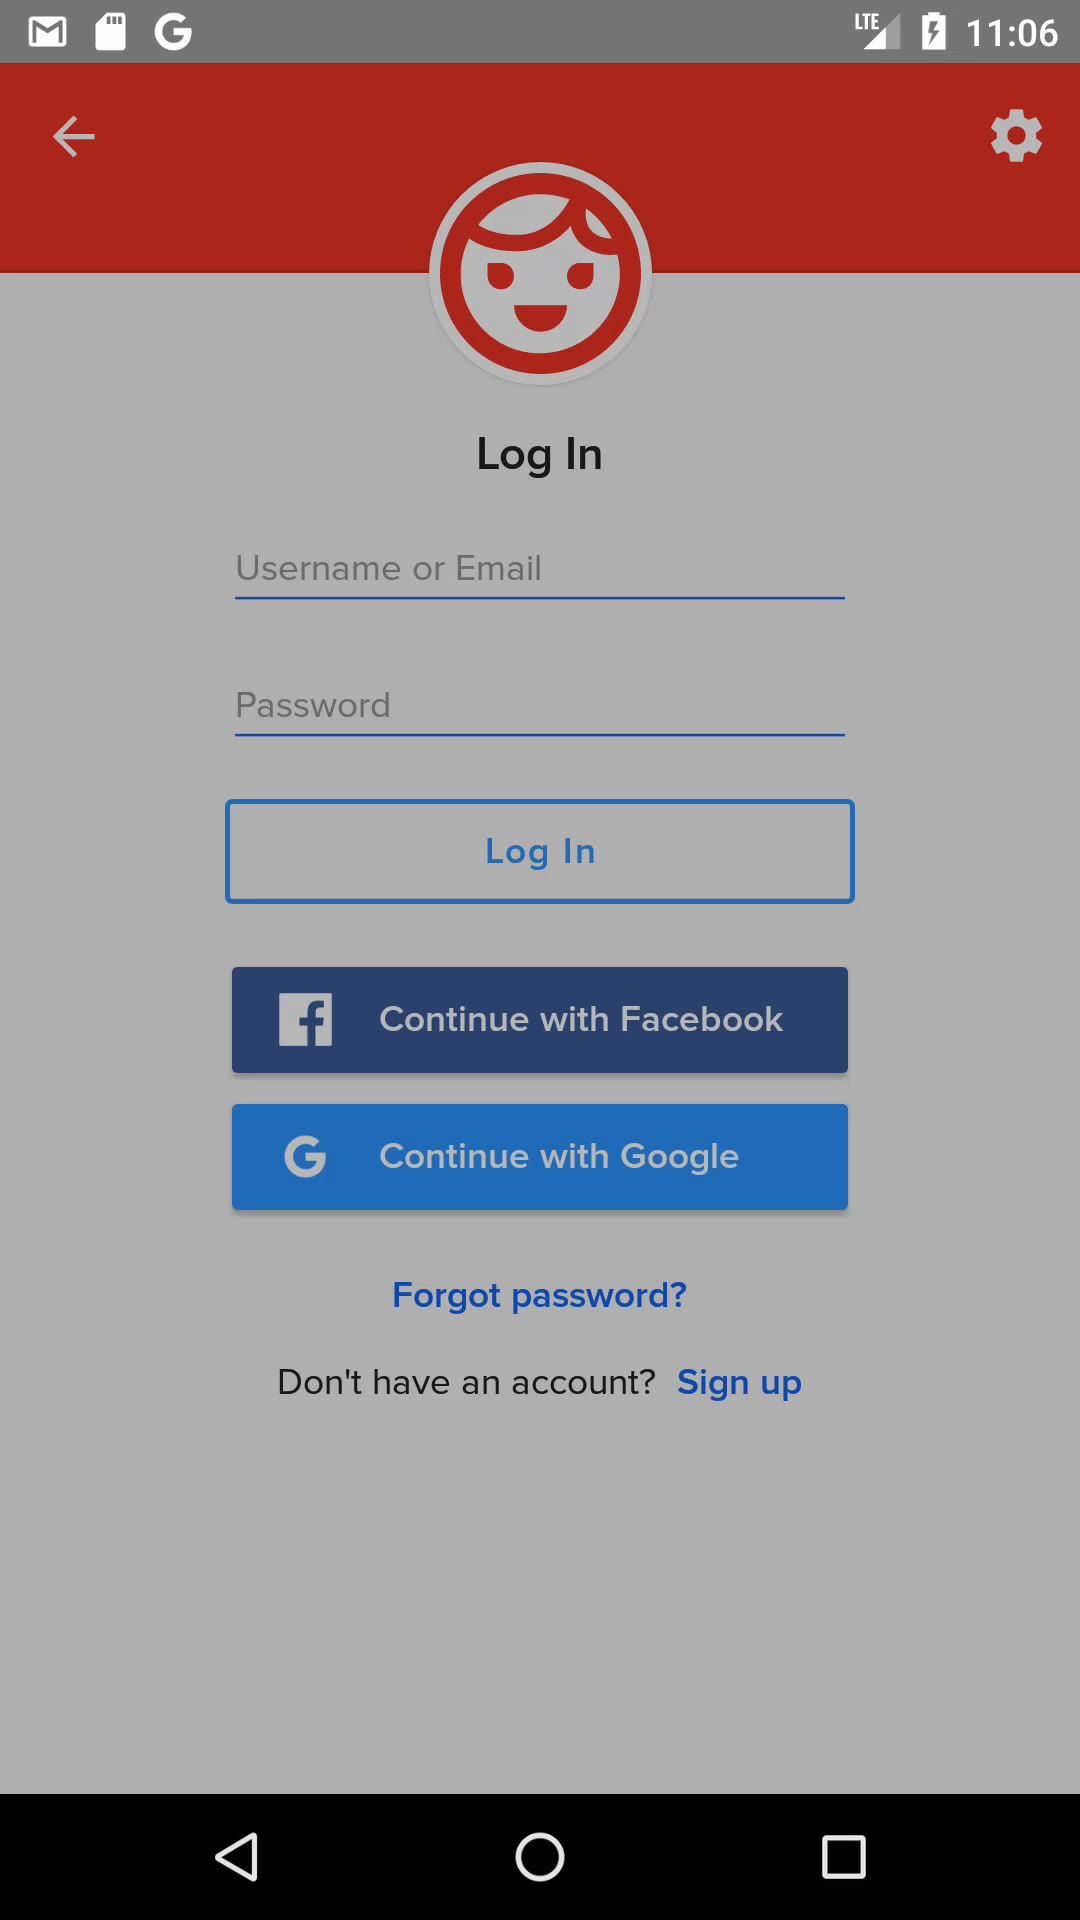 LTE 11:06
Log In
Username or Email
Password
Log In
Continue with Facebook
Continue with Google
Forgot password?
Don't have an account? Sign up